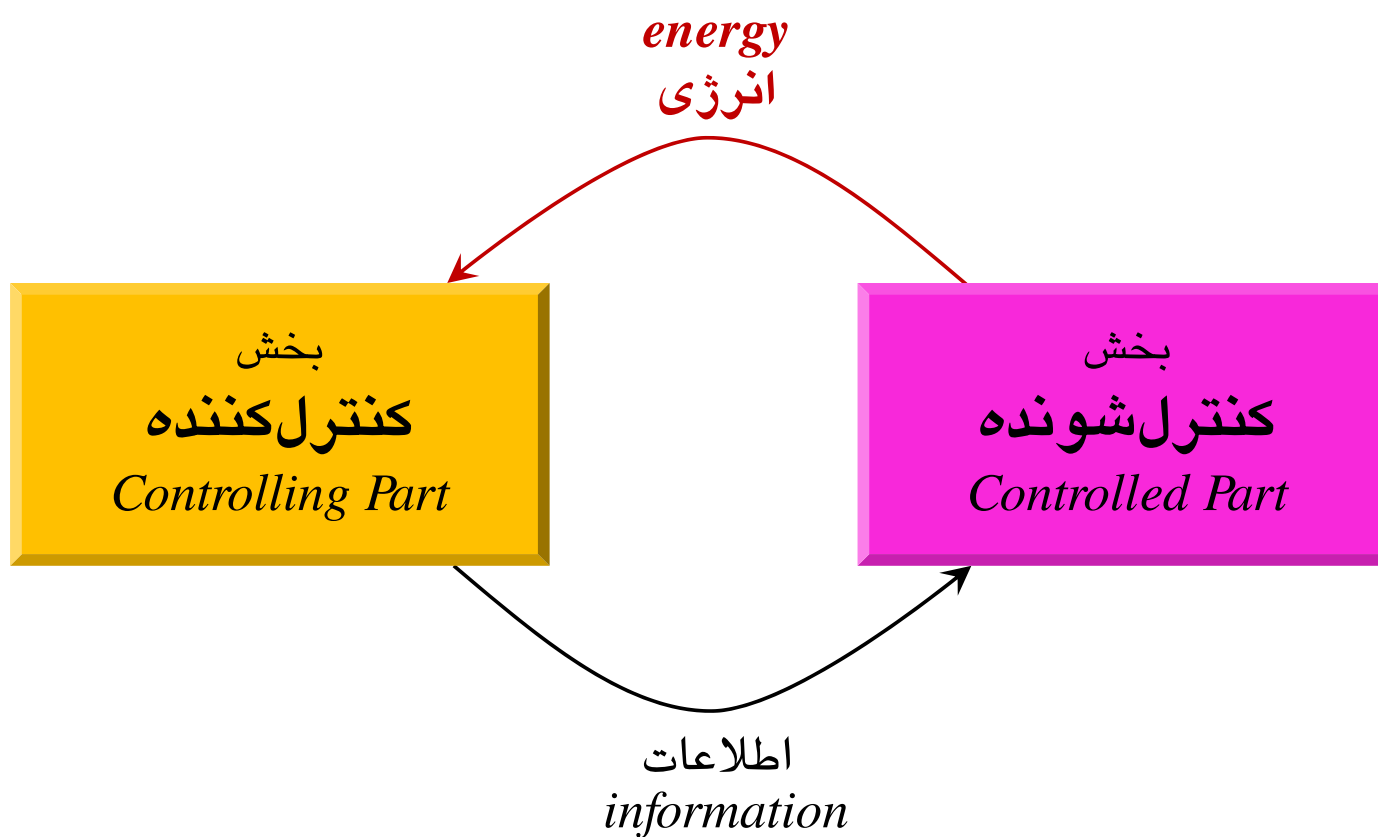 energy
انرژی
بخش
کنترل‌کننده
Controlling Part
بخش
کنترل‌شونده
Controlled Part
اطلاعات
information